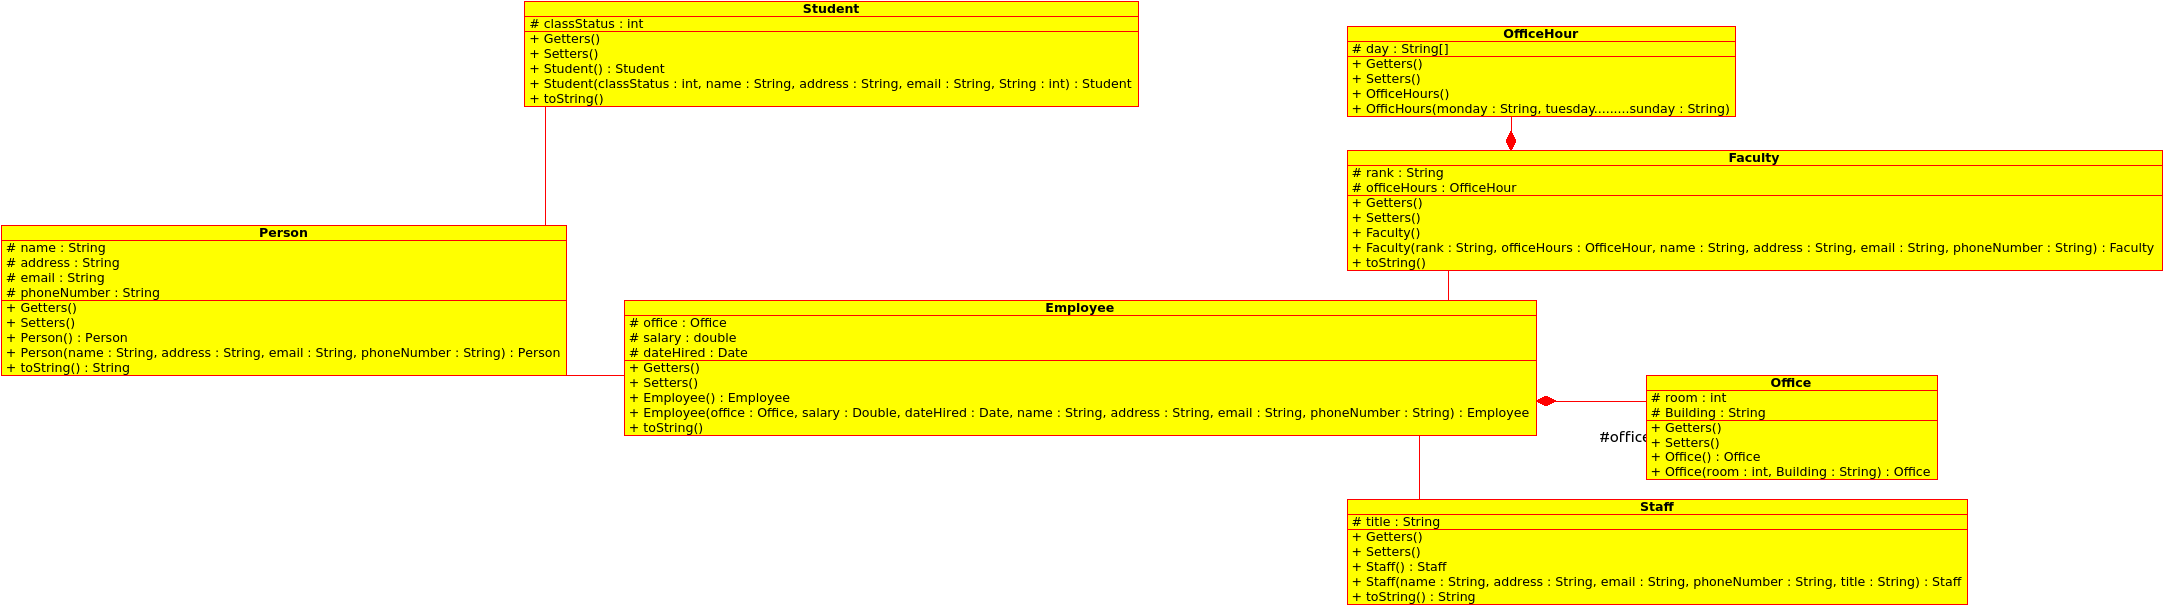 Student
# classStatus : int
+ Getters()
+ Setters()
+ Student() : Student
+ Student(classStatus : int, name : String, address : String, email : String, String : int) : Student
+ toString()
OfficeHour
# day : String[]
+ Getters()
+ Setters()
+ OfficeHours()
+ OfficHours(monday : String, tuesday.........sunday : String)
Faculty
# rank : String
# officeHours : OfficeHour
+ Getters()
+ Setters()
+ Faculty()
+ Faculty(rank : String, officeHours : OfficeHour, name : String, address : String, email : String, phoneNumber : String) : Faculty
+ toString()
Person
# name : String
# address : String
# email : String
# phoneNumber : String
+ Getters()
+ Setters()
+ Person() : Person
+ Person(name : String, address : String, email : String, phoneNumber : String) : Person
+ toString() : String
Employee
# office : Office
# salary : double
# dateHired : Date
+ Getters()
+ Setters()
+ Employee() : Employee
+ Employee(office : Office, salary : Double, dateHired : Date, name : String, address : String, email : String, phoneNumber : String) : Employee
+ toString()
#office
Office
# room : int
# Building : String
+ Getters()
+ Setters()
+ Office() : Office
+ Office(room : int, Building : String) : Office
Staff
# title : String
+ Getters()
+ Setters()
+ Staff() : Staff
+ Staff(name : String, address : String, email : String, phoneNumber : String, title : String) : Staff
+ toString() : String